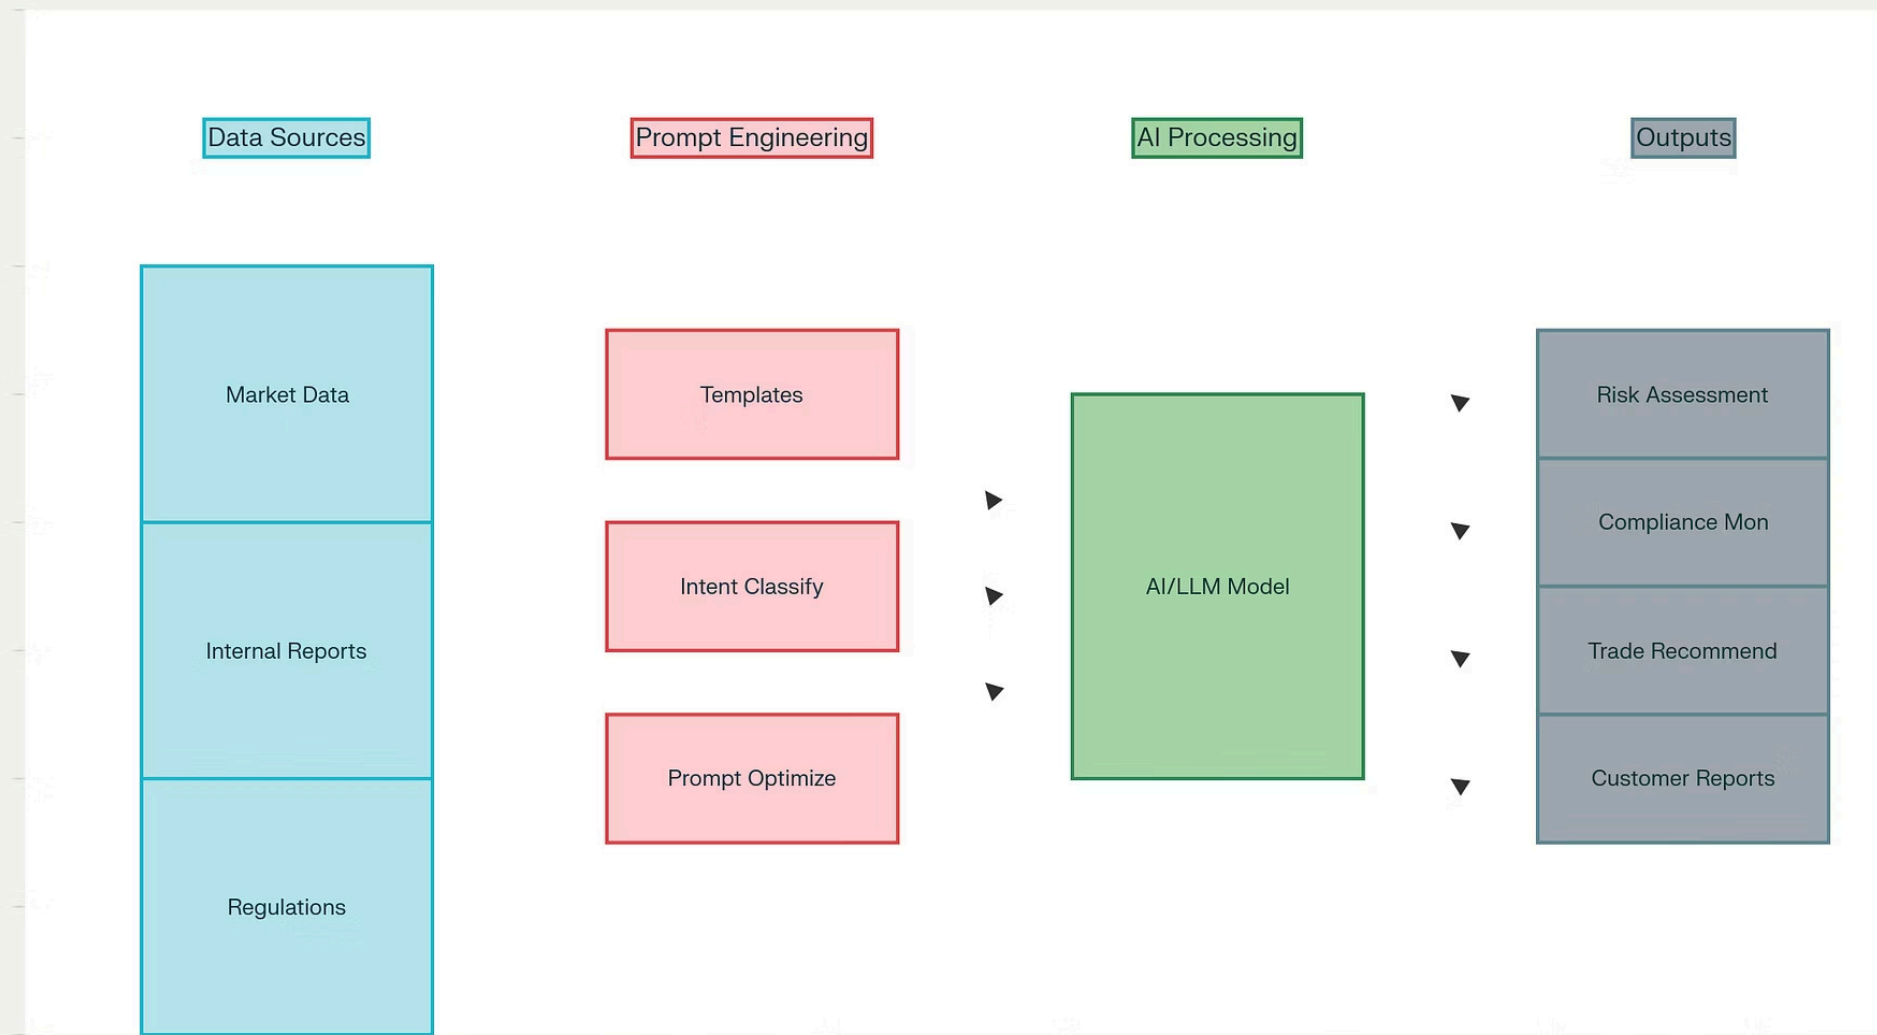 Data Sources
Prompt Engineering
AI Processing
Outputs
Market Data
Internal Reports
Regulations
Templates
Intent Classify
Prompt Optimize
AI/LLM Model
Risk Assessment
Compliance Mon
Trade Recommend
Customer Reports